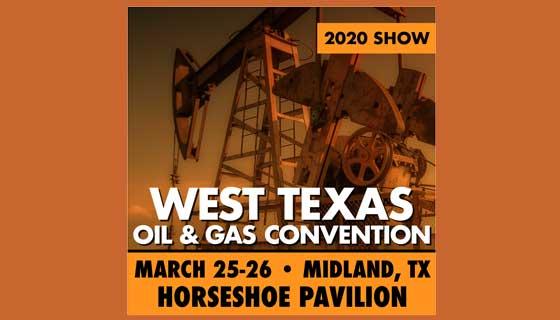 2020 SHOW
WEST TEXAS
OIL & GAS CONVENTION
MARCH 25-26 • MIDLAND, TX
HORSESHOE PAVILION